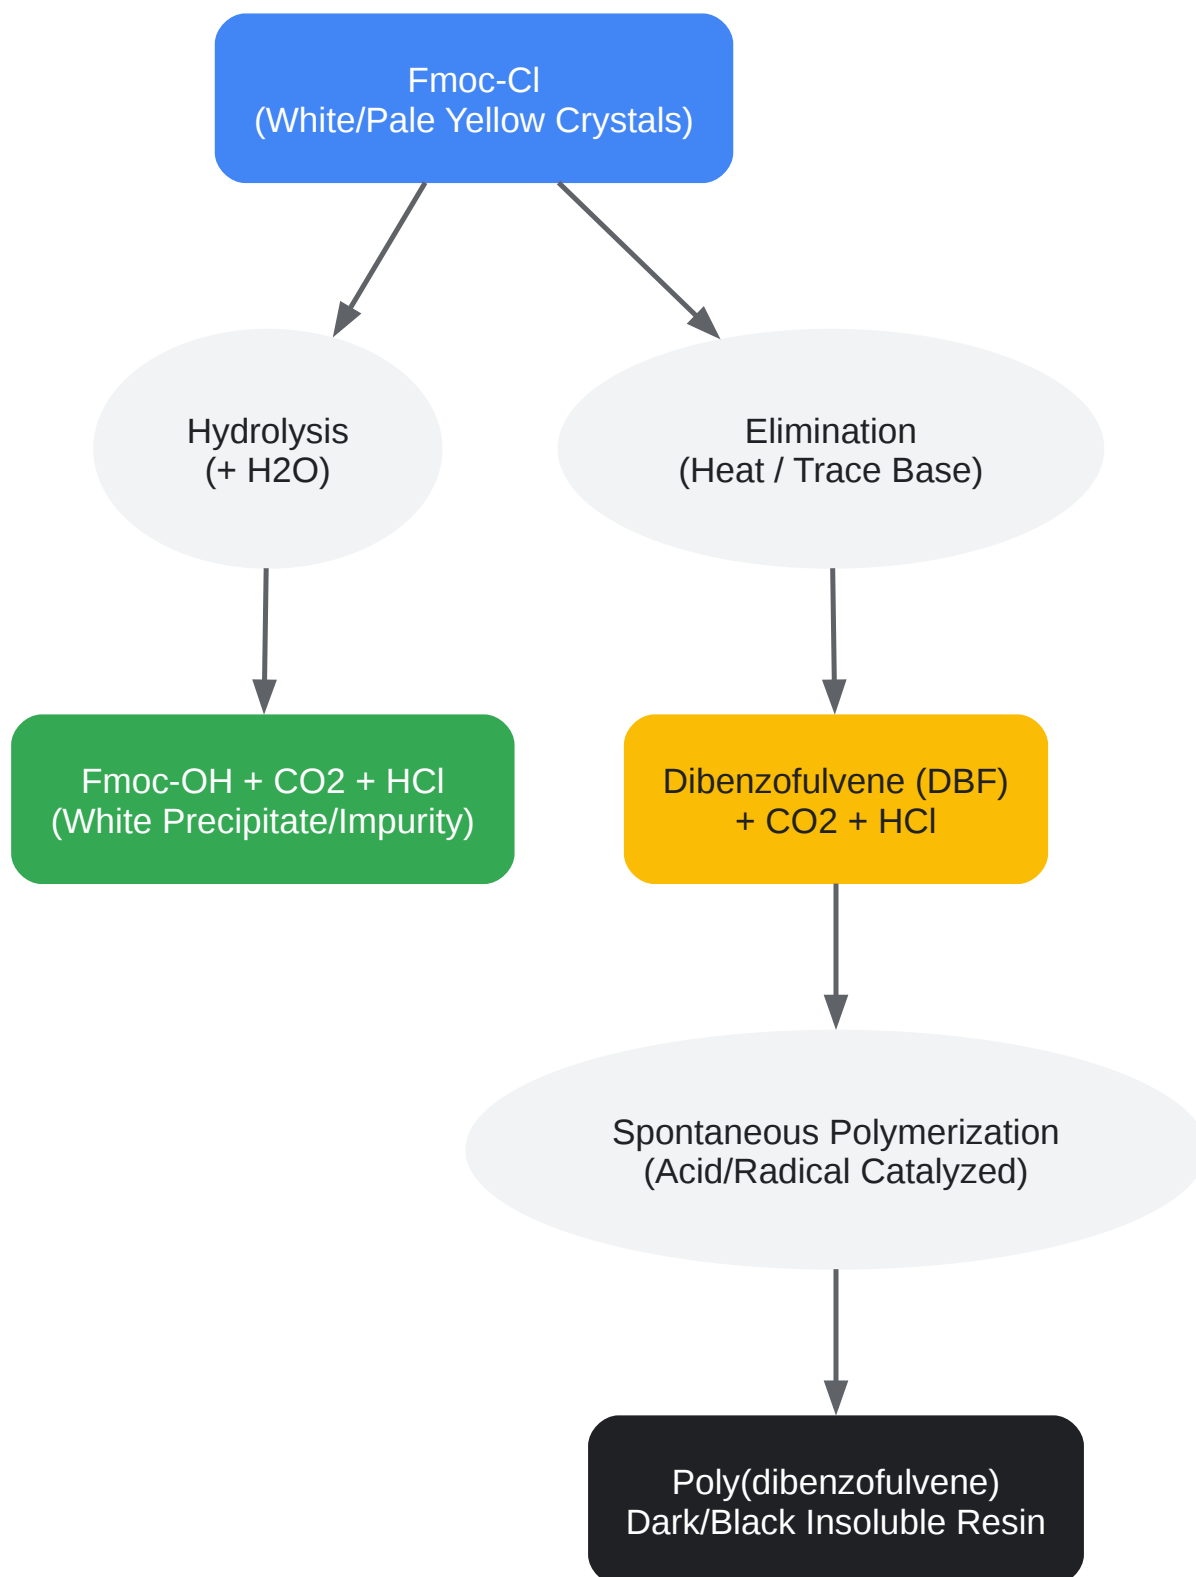 Fmoc-Cl
(White/Pale Yellow Crystals)
Hydrolysis
(+ H2O)
Elimination
(Heat / Trace Base)
Fmoc-OH + CO2 + HCl
(White Precipitate/Impurity)
Dibenzofulvene (DBF)
+ CO2 + HCl
Spontaneous Polymerization
(Acid/Radical Catalyzed)
Poly(dibenzofulvene)
Dark/Black Insoluble Resin